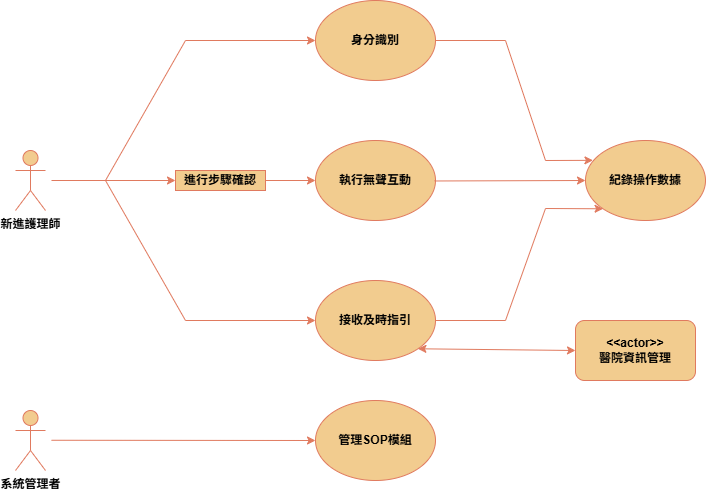 身分識別
進行步驟確認
執行無聲互動
紀錄操作數據
新進護理師
接收及時指引
<<actor>>
醫院資訊管理
管理SOP模組
系統管理者